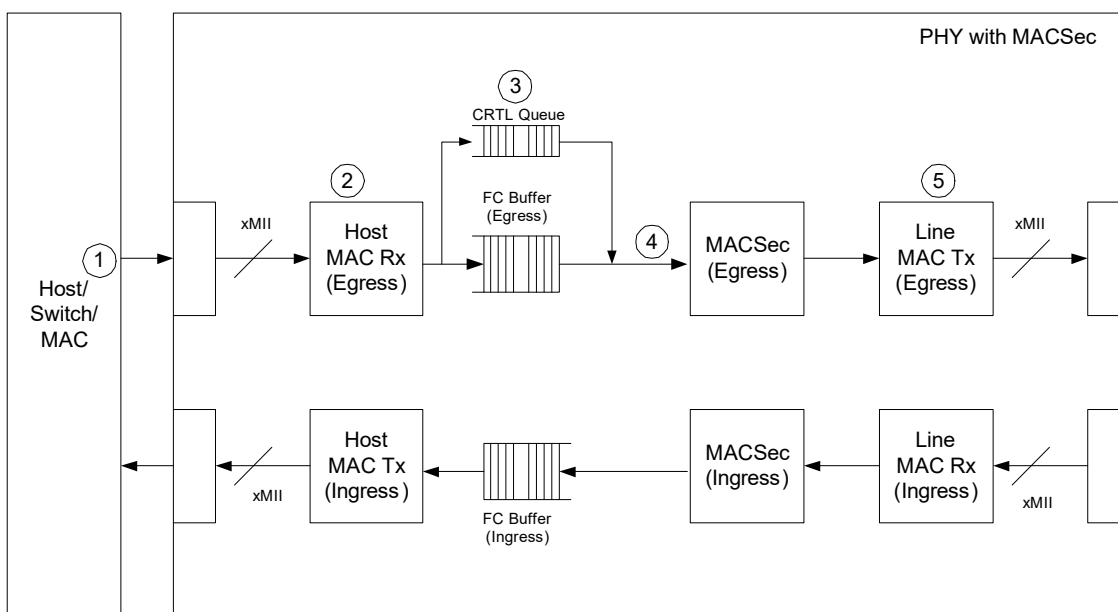 PHY with MACSec
3
CRTL Queue
2
5
xMII
FC Buffer
(Egress)
xMII
1
Host
MAC Rx
(Egress)
4
MACSec
(Egress)
Line
MAC Tx
(Egress)
Host/
Switch/
MAC
Host
MAC Tx
(Ingress)
MACSec
(Ingress)
Line
MAC Rx
(Ingress)
xMII
FC Buffer
(Ingress)
xMII